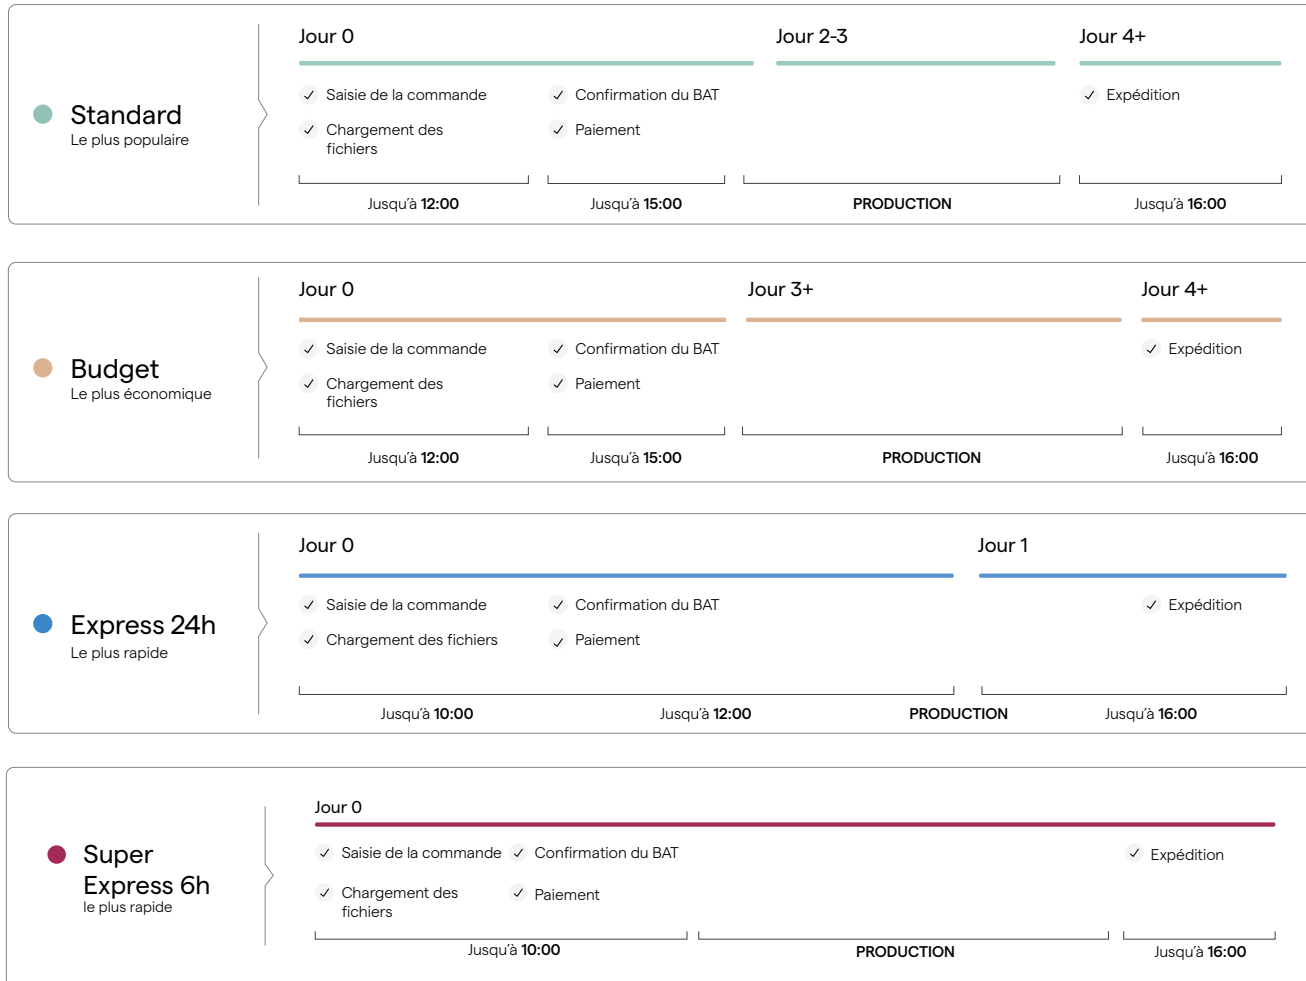 Standard
Le plus populaire
Jour 0
Jour 2-3
Jour 4+
Saisie de la commande
Chargement des
fichiers
Confirmation du BAT
Paiement
Expédition
Jusqu'à 12:00
Jusqu'à 15:00
PRODUCTION
Jusqu'à 16:00
Budget
Le plus économique
Jour 0
Jour 3+
Jour 4+
Saisie de la commande
Chargement des
fichiers
Confirmation du BAT
Paiement
Expédition
Jusqu'à 12:00
Jusqu'à 15:00
PRODUCTION
Jusqu'à 16:00
Express 24h
Le plus rapide
Jour 0
Jour 1
Saisie de la commande
Chargement des fichiers
Confirmation du BAT
Paiement
Expédition
Jusqu'à 10:00
Jusqu'à 12:00
PRODUCTION
Jusqu'à 16:00
Super
Express 6h
le plus rapide
Jour 0
Saisie de la commande
Chargement des
fichiers
Confirmation du BAT
Paiement
Expédition
Jusqu'à 10:00
PRODUCTION
Jusqu'à 16:00